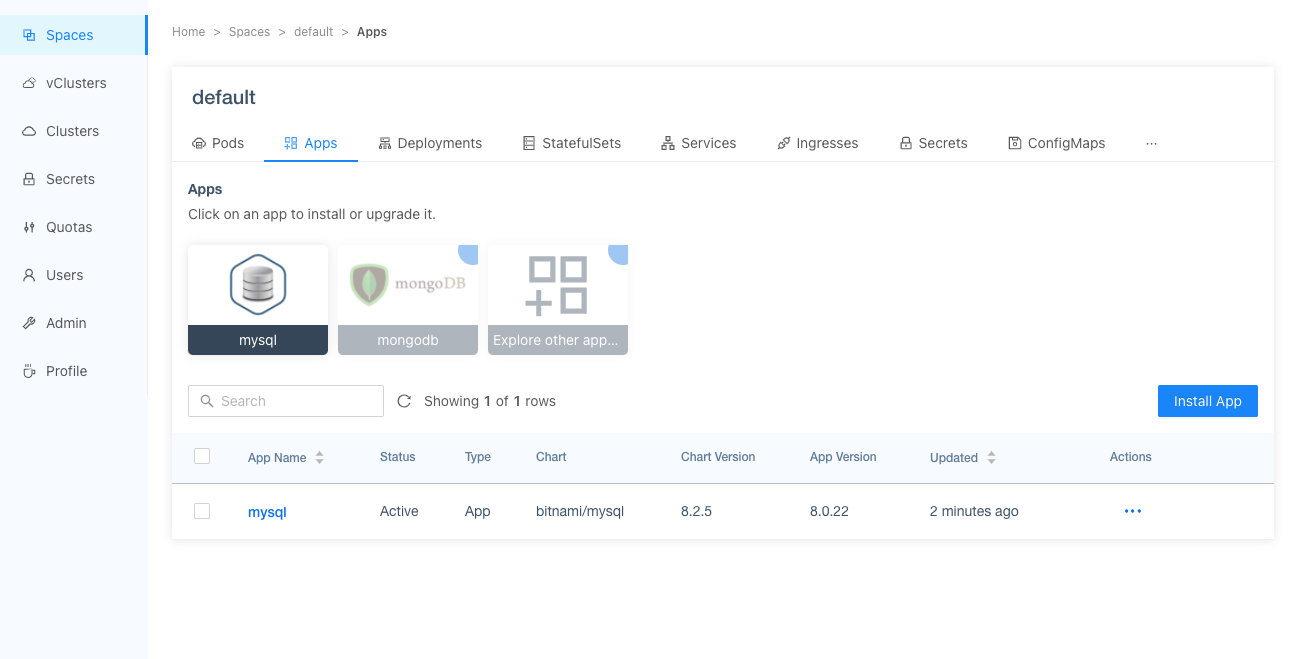 Spaces
vClusters
Clusters
Secrets
Quotas
Users
Admin
Profile
Home > Spaces > default > Apps
default
Pods Apps Deployments StatefulSets Services Ingresses Secrets ConfigMaps ···
Apps
Click on an app to install or upgrade it.
mongoDB
mysql mongodb Explore other app...
Search Showing 1 of 1 rows Install App
App Name Status Type Chart Chart Version App Version Updated Actions
mysql Active App bitnami/mysql 8.2.5 8.0.22 2 minutes ago ···